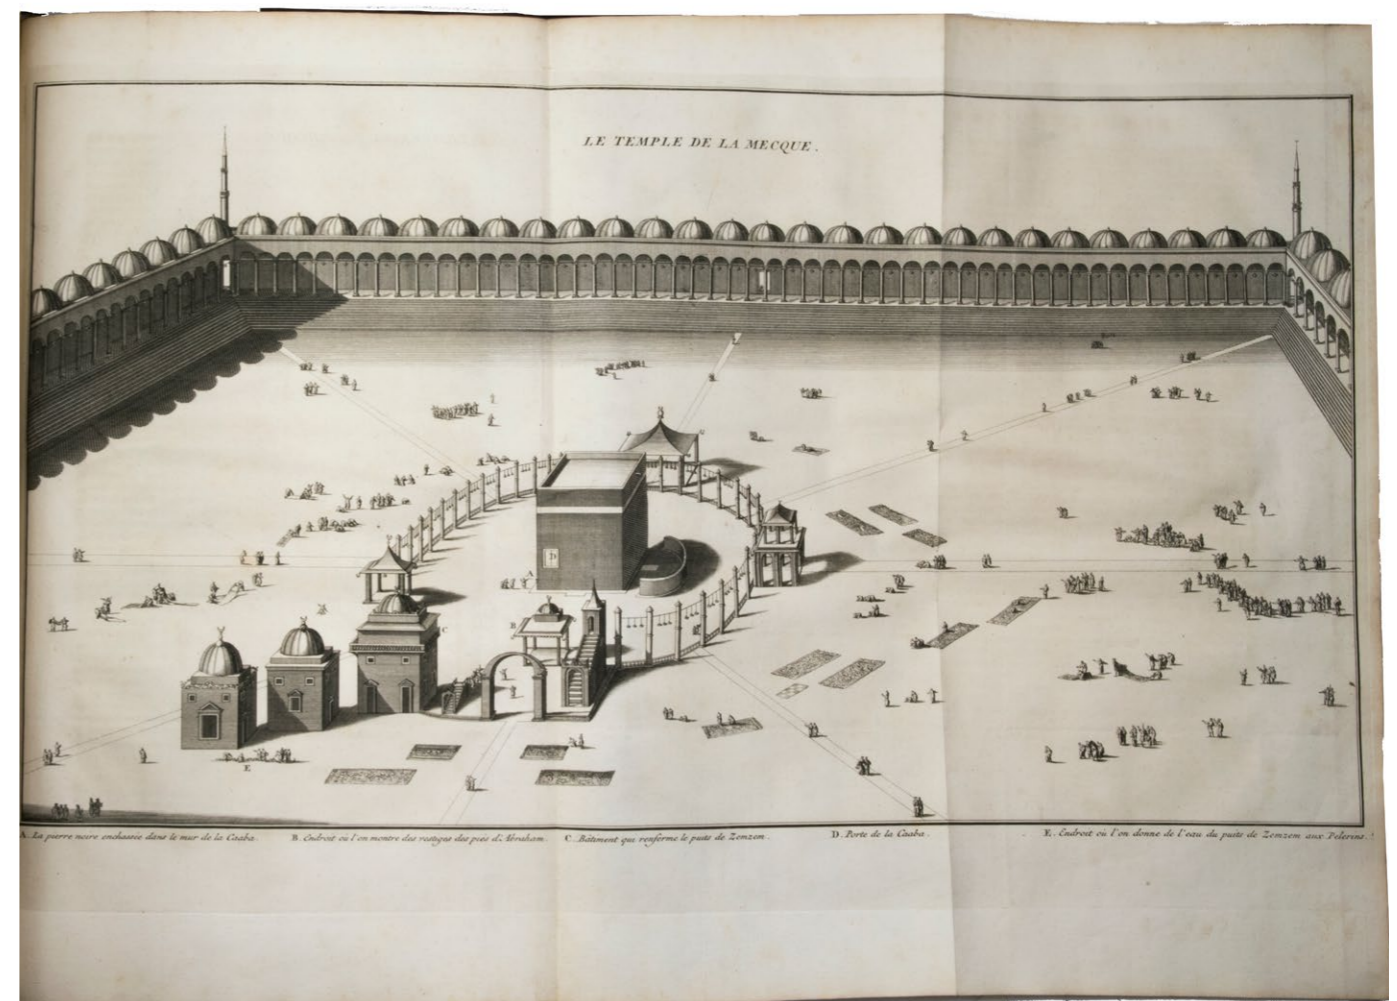 LE TEMPLE DE LA MECQUE.
D
C
B
E
A. La pierre noire enchassée dans le mur de la Caaba. B. Endroit où l'on montre des vestiges des pieds d'Abraham. C. Bâtiment qui renferme le puits de Zemzem. D. Porte de la Caaba. E. Endroit où l'on donne de l'eau du puits de Zemzem aux Pelerins.